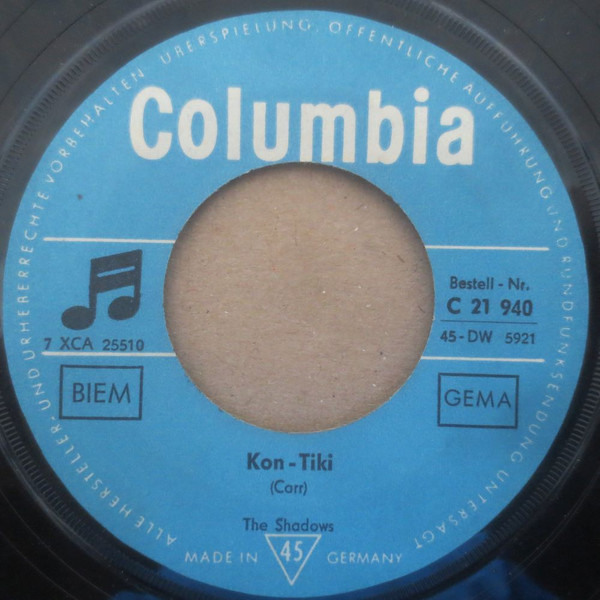 ALLE HERSTELLER- UND URHEBERRECHTE VORBEHALTEN ÜBERSPIELUNG, ÖFFENTLICHE AUFFÜHRUNG UND RUNDFUNKSENDUNG UNTERSAGT
Columbia
7 XCA 25510
Bestell-Nr.
C 21 940
45-DW 5921
BIEM
GEMA
Kon-Tiki
(Carr)
The Shadows
MADE IN 45 GERMANY